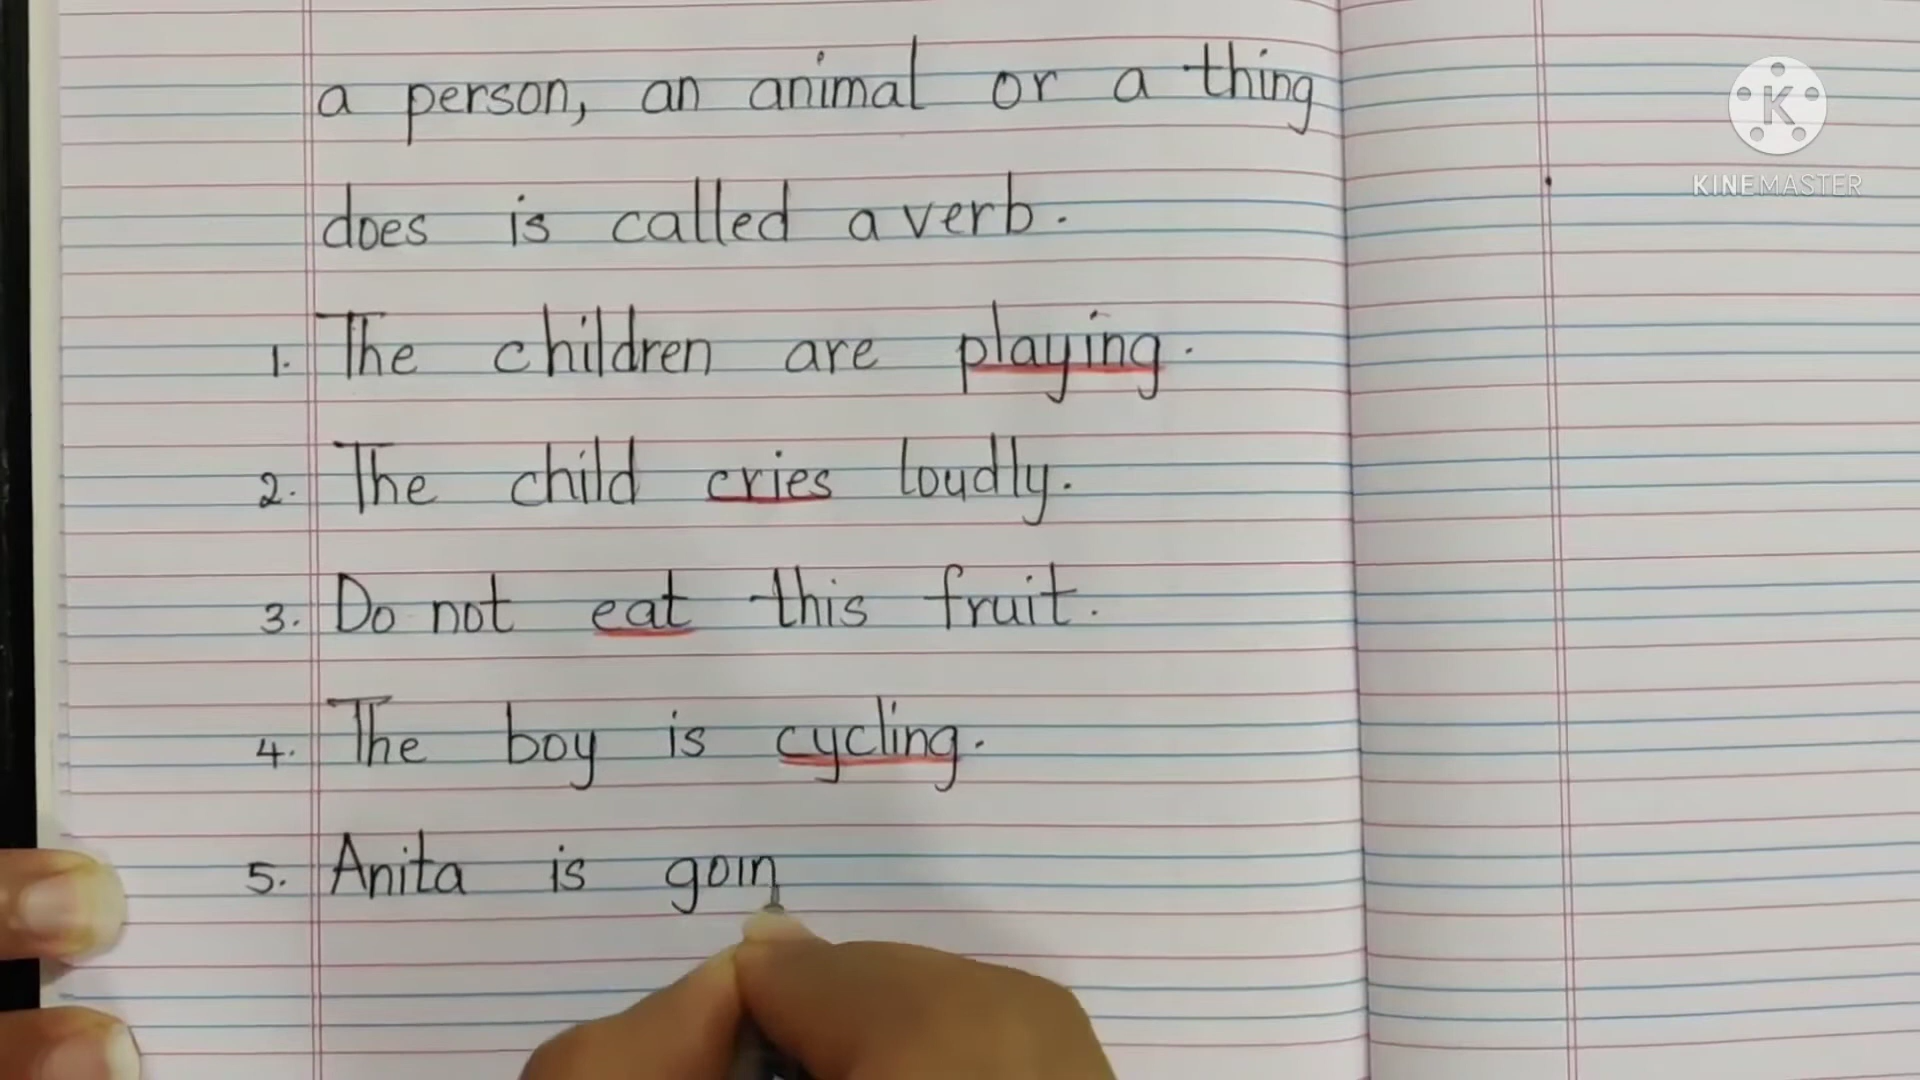 a person, an animal or a thing
does is called a verb.
1. The children are playing.
2. The child cries loudly.
3. Do not eat this fruit.
4. The boy is cycling.
5. Anita is goin
K
KINEMASTER